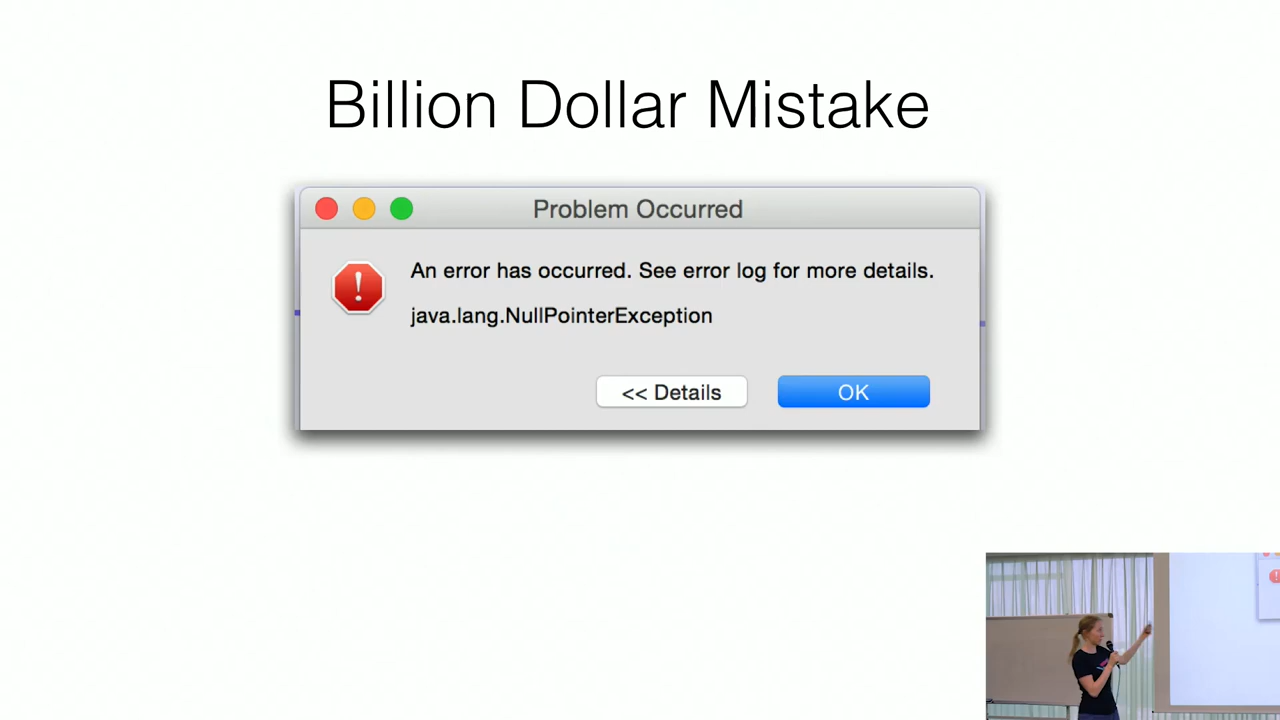 Billion Dollar Mistake
Problem Occurred
An error has occurred. See error log for more details.
java.lang.NullPointerException
<< Details
OK